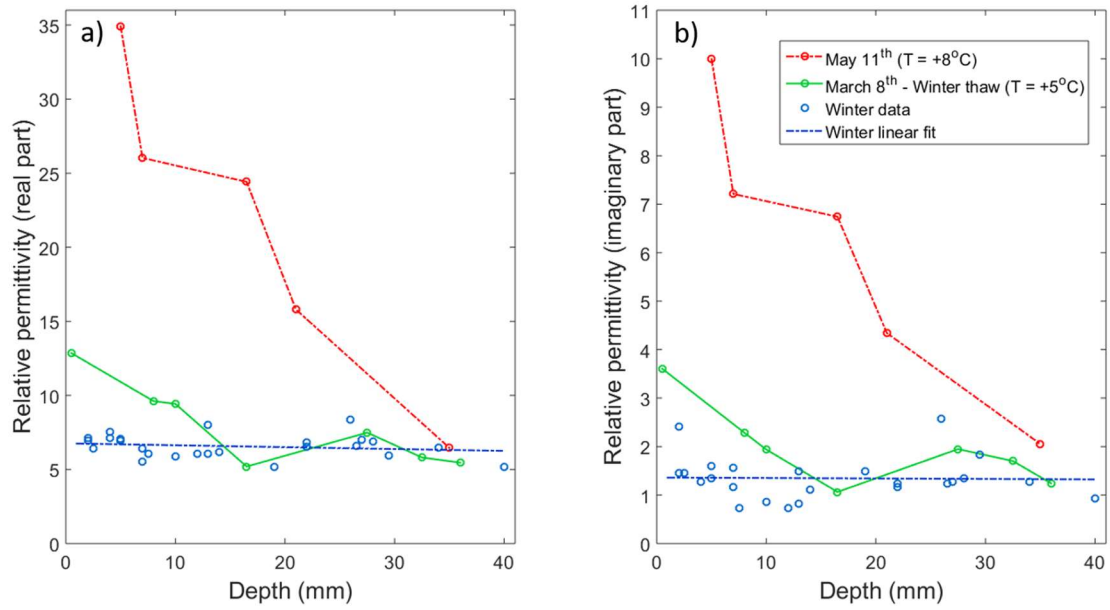 a)
35
30
25
20
15
10
5
0
0 10 20 30 40
Depth (mm)
Relative permittivity (real part)
b)
11
10
9
8
7
6
5
4
3
2
1
0
0 10 20 30 40
Depth (mm)
Relative permittivity (imaginary part)
May 11th (T = +8°C)
March 8th - Winter thaw (T = +5°C)
Winter data
Winter linear fit